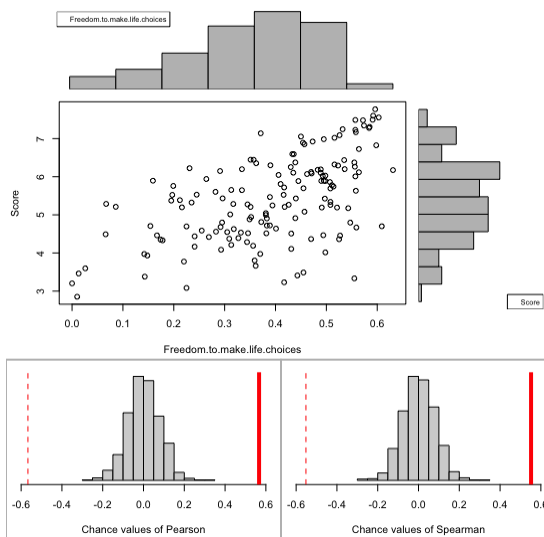 Freedom.to.make.life.choices
Score
7
6
5
4
3
0.0 0.1 0.2 0.3 0.4 0.5 0.6
Freedom.to.make.life.choices
Score
-0.6 -0.4 -0.2 0.0 0.2 0.4 0.6
Chance values of Pearson
-0.6 -0.4 -0.2 0.0 0.2 0.4 0.6
Chance values of Spearman